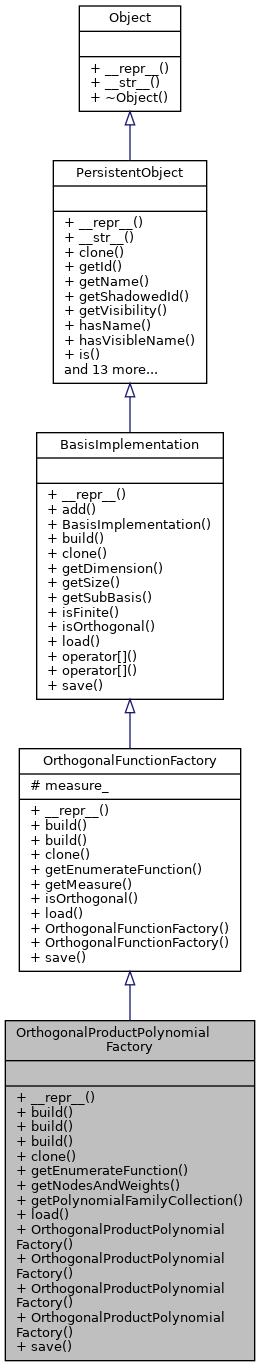 Object
+ __repr__()
+ __str__()
+ ~Object()
PersistentObject
+ __repr__()
+ __str__()
+ clone()
+ getId()
+ getName()
+ getShadowedId()
+ getVisibility()
+ hasName()
+ hasVisibleName()
+ is()
and 13 more...
BasisImplementation
+ __repr__()
+ add()
+ BasisImplementation()
+ build()
+ clone()
+ getDimension()
+ getSize()
+ getSubBasis()
+ isFinite()
+ isOrthogonal()
+ load()
+ operator[]()
+ operator[]()
+ save()
OrthogonalFunctionFactory
# measure_
+ __repr__()
+ build()
+ build()
+ clone()
+ getEnumerateFunction()
+ getMeasure()
+ isOrthogonal()
+ load()
+ OrthogonalFunctionFactory()
+ OrthogonalFunctionFactory()
+ save()
OrthogonalProductPolynomial
Factory
+ __repr__()
+ build()
+ build()
+ build()
+ clone()
+ getEnumerateFunction()
+ getNodesAndWeights()
+ getPolynomialFamilyCollection()
+ load()
+ OrthogonalProductPolynomial
Factory()
+ OrthogonalProductPolynomial
Factory()
+ OrthogonalProductPolynomial
Factory()
+ OrthogonalProductPolynomial
Factory()
+ save()